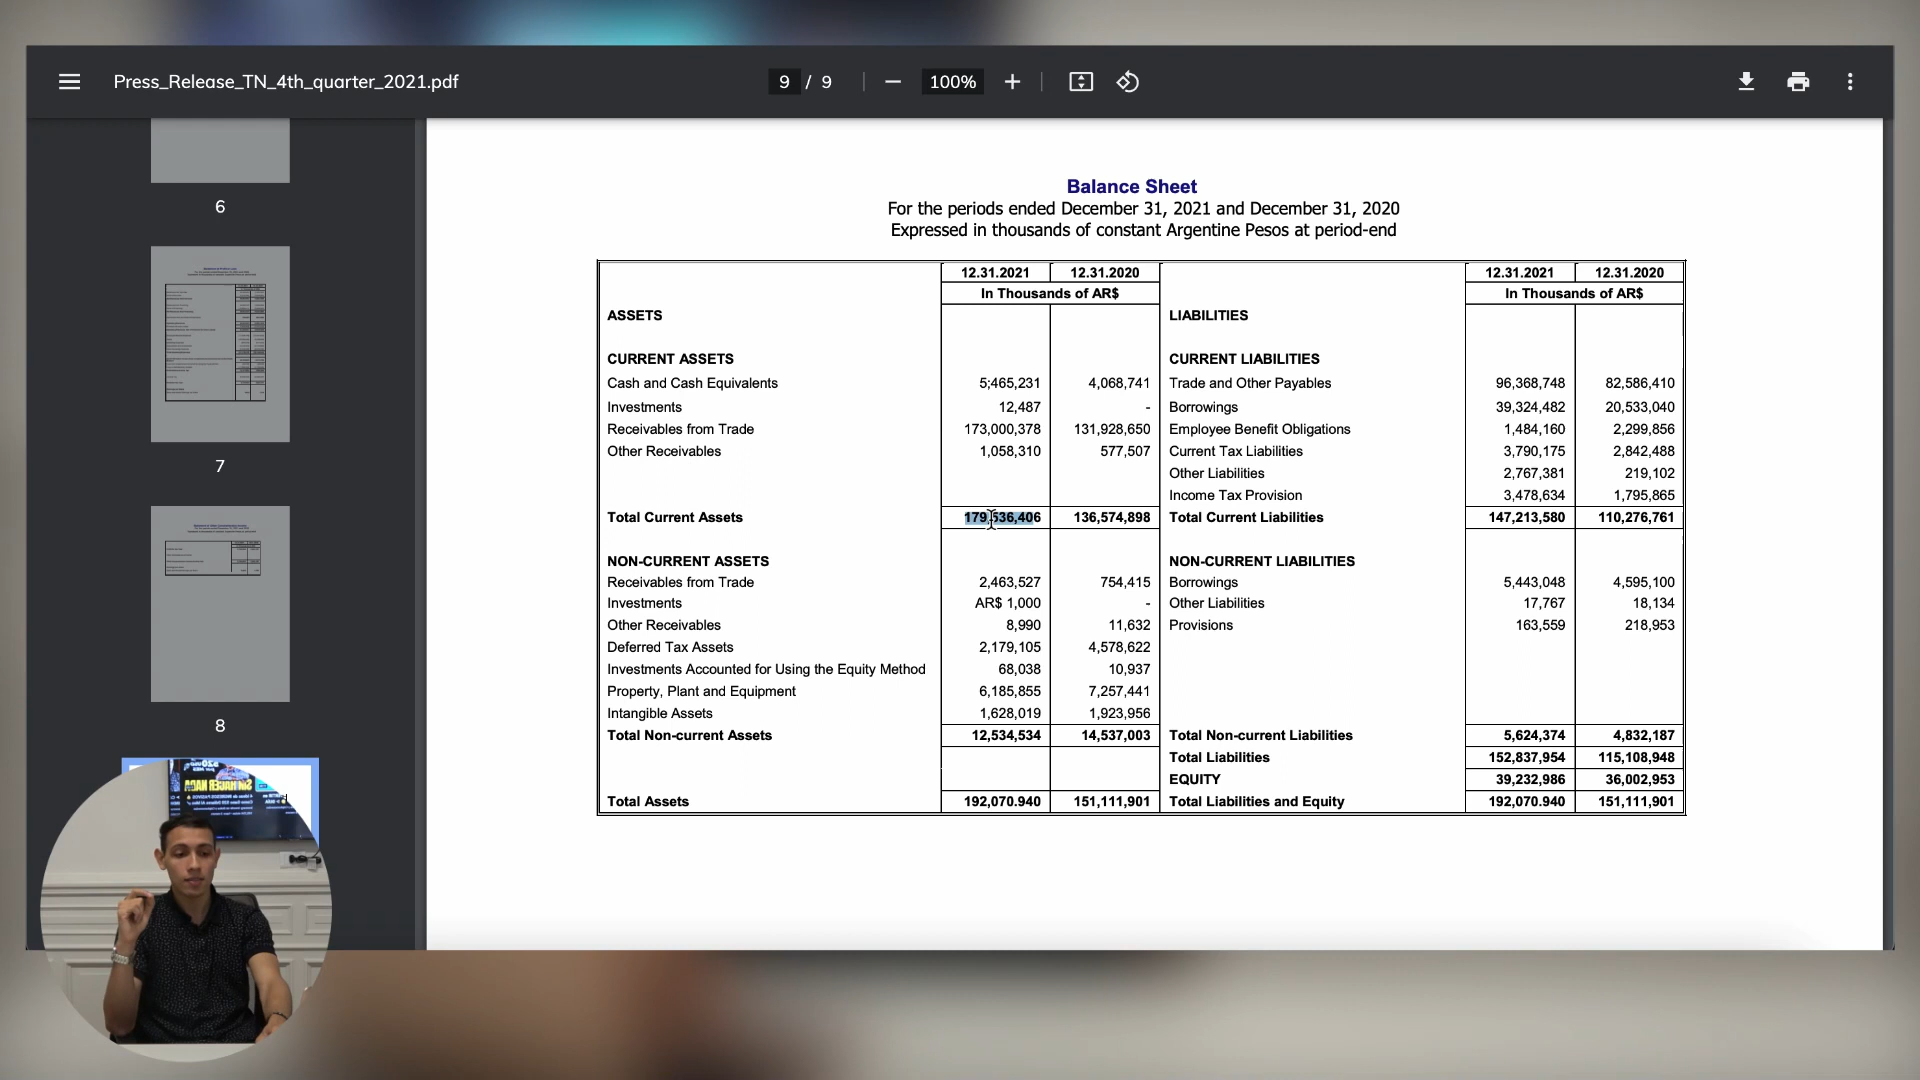 Press_Release_TN_4th_quarter_2021.pdf
9 / 9
100%
6
7
8
SIN HACER NADA
Balance Sheet
For the periods ended December 31, 2021 and December 31, 2020
Expressed in thousands of constant Argentine Pesos at period-end
12.31.2021 12.31.2020 12.31.2021 12.31.2020
In Thousands of AR$ In Thousands of AR$
ASSETS LIABILITIES
CURRENT ASSETS CURRENT LIABILITIES
Cash and Cash Equivalents 5;465,231 4,068,741 Trade and Other Payables 96,368,748 82,586,410
Investments 12,487 - Borrowings 39,324,482 20,533,040
Receivables from Trade 173,000,378 131,928,650 Employee Benefit Obligations 1,484,160 2,299,856
Other Receivables 1,058,310 577,507 Current Tax Liabilities 3,790,175 2,842,488
Other Liabilities 2,767,381 219,102
Income Tax Provision 3,478,634 1,795,865
Total Current Assets 179,536,406 136,574,898 Total Current Liabilities 147,213,580 110,276,761
NON-CURRENT ASSETS NON-CURRENT LIABILITIES
Receivables from Trade 2,463,527 754,415 Borrowings 5,443,048 4,595,100
Investments AR$ 1,000 - Other Liabilities 17,767 18,134
Other Receivables 8,990 11,632 Provisions 163,559 218,953
Deferred Tax Assets 2,179,105 4,578,622
Investments Accounted for Using the Equity Method 68,038 10,937
Property, Plant and Equipment 6,185,855 7,257,441
Intangible Assets 1,628,019 1,923,956
Total Non-current Assets 12,534,534 14,537,003 Total Non-current Liabilities 5,624,374 4,832,187
Total Liabilities 152,837,954 115,108,948
EQUITY 39,232,986 36,002,953
Total Assets 192,070.940 151,111,901 Total Liabilities and Equity 192,070.940 151,111,901